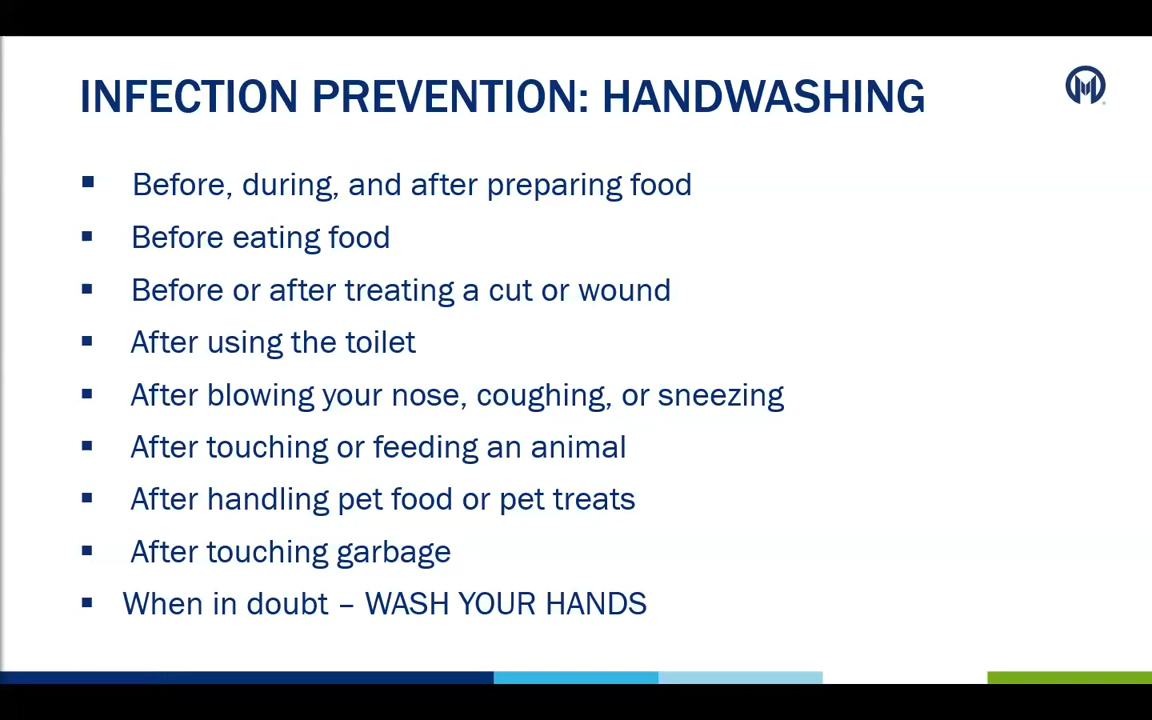 INFECTION PREVENTION: HANDWASHING
Before, during, and after preparing food
Before eating food
Before or after treating a cut or wound
After using the toilet
After blowing your nose, coughing, or sneezing
After touching or feeding an animal
After handling pet food or pet treats
After touching garbage
When in doubt – WASH YOUR HANDS